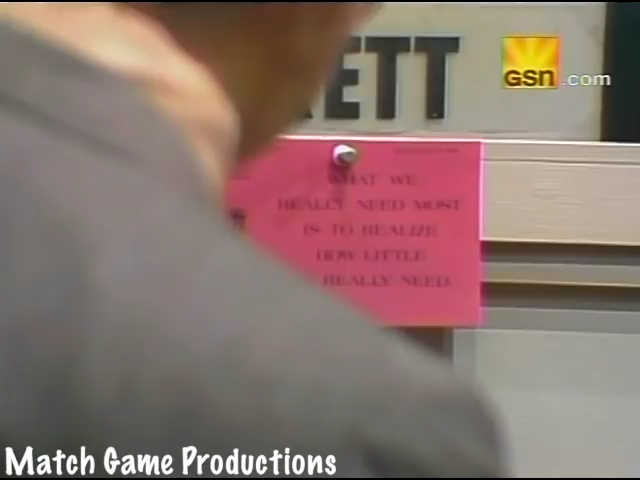 ETT
GSN.com
WHAT WE
REALLY NEED MOST
IS TO REALIZE
HOW LITTLE
REALLY NEED.
Match Game Productions